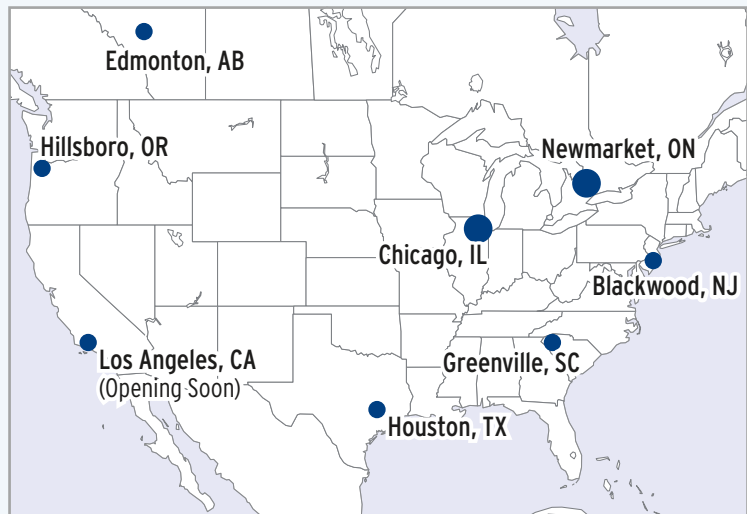 Edmonton, AB
Hillsboro, OR
Newmarket, ON
Chicago, IL
Blackwood, NJ
Los Angeles, CA
(Opening Soon)
Greenville, SC
Houston, TX